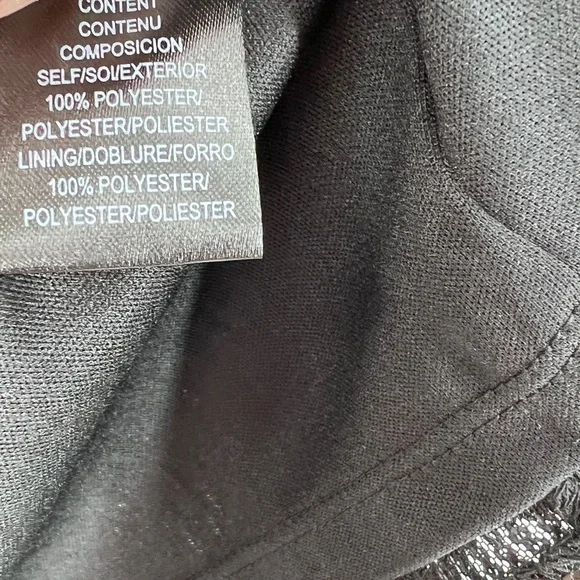 CONTENT
CONTENU
COMPOSICION
SELF/SOI/EXTERIOR
100% POLYESTER/
POLYESTER/POLIESTER
LINING/DOBLURE/FORRO
100% POLYESTER/
POLYESTER/POLIESTER